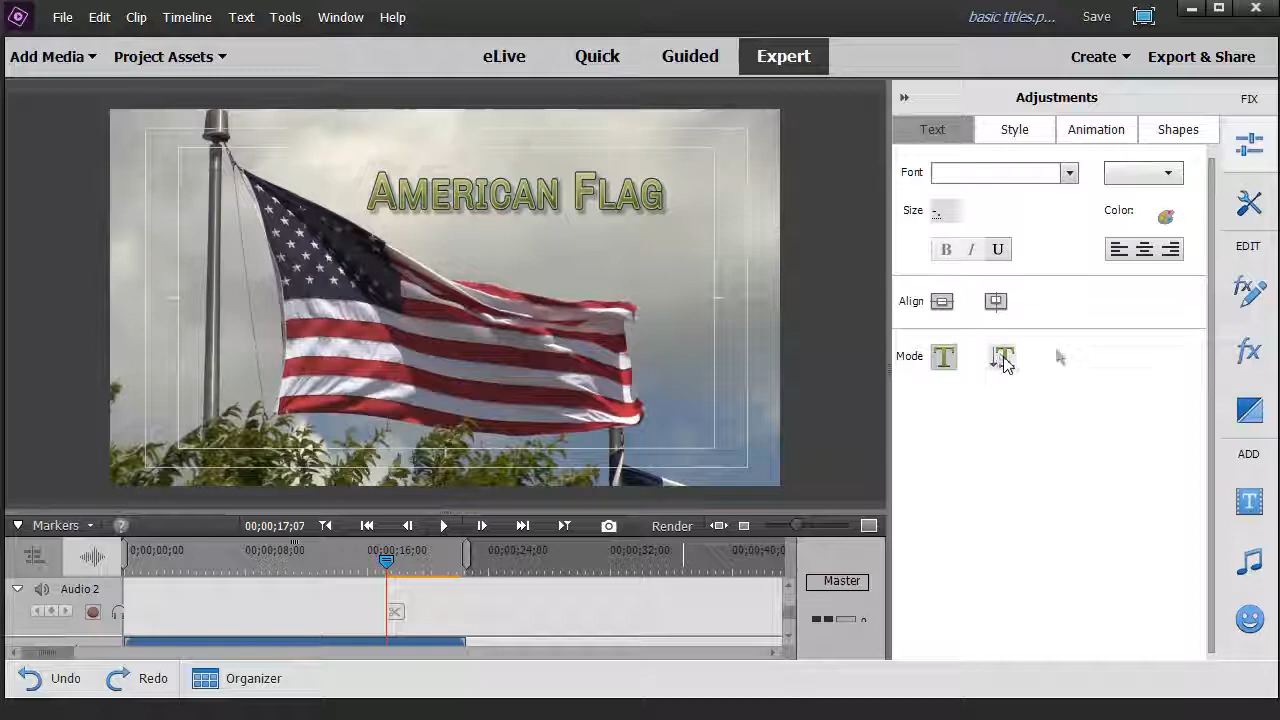 File Edit Clip Timeline Text Tools Window Help basic titles.p... Save
Add Media Project Assets eLive Quick Guided Expert Create Export & Share
Adjustments FIX
Text Style Animation Shapes
Font
Size -. Color:
B I U
EDIT
Align
Mode
ADD
AMERICAN FLAG
Markers ? 00;00;17;07 Render
0;00;00;00 00;00;08;00 00;00;16;00 00;00;24;00 00;00;32;00 00;00;40;0
Master
Audio 2
0
Undo Redo Organizer